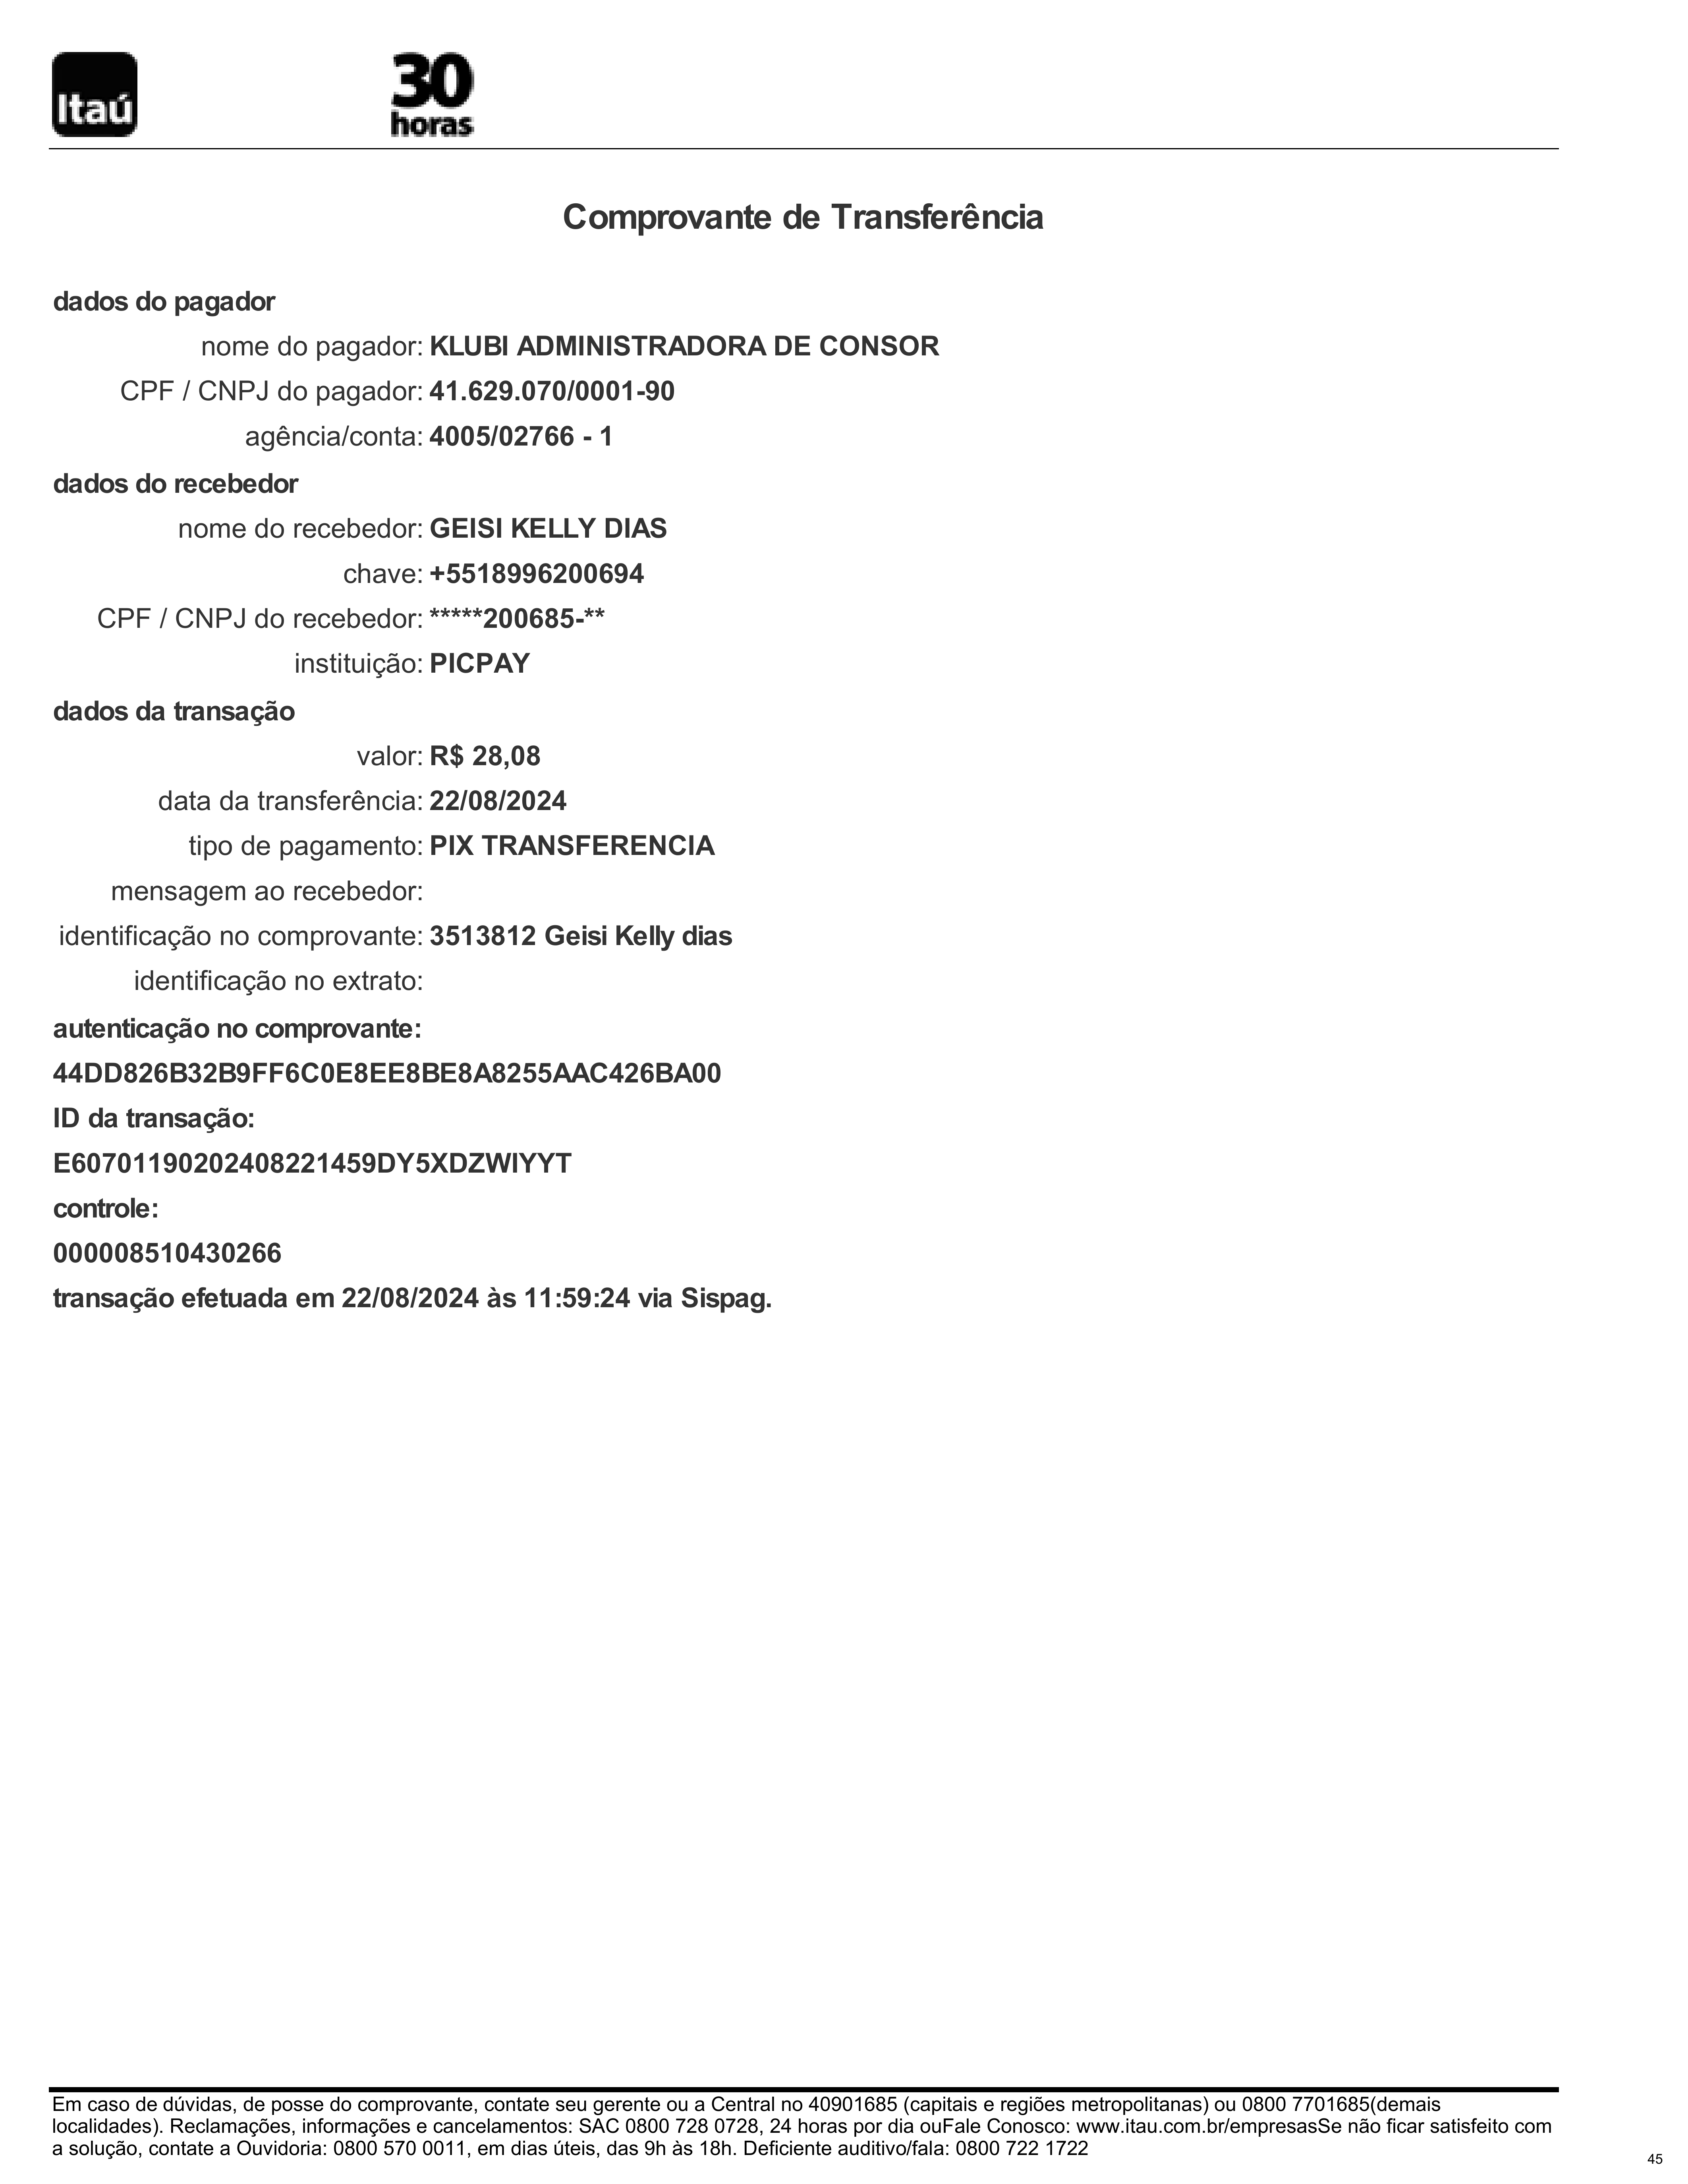 Itaú
30
horas
Comprovante de Transferência
dados do pagador
nome do pagador: KLUBI ADMINISTRADORA DE CONSOR
CPF / CNPJ do pagador: 41.629.070/0001-90
agência/conta: 4005/02766 - 1
dados do recebedor
nome do recebedor: GEISI KELLY DIAS
chave: +5518996200694
CPF / CNPJ do recebedor: *****200685-**
instituição: PICPAY
dados da transação
valor: R$ 28,08
data da transferência: 22/08/2024
tipo de pagamento: PIX TRANSFERENCIA
mensagem ao recebedor:
identificação no comprovante: 3513812 Geisi Kelly dias
identificação no extrato:
autenticação no comprovante:
44DD826B32B9FF6C0E8EE8BE8A8255AAC426BA00
ID da transação:
E60701190202408221459DY5XDZWIYYT
controle:
000008510430266
transação efetuada em 22/08/2024 às 11:59:24 via Sispag.
Em caso de dúvidas, de posse do comprovante, contate seu gerente ou a Central no 40901685 (capitais e regiões metropolitanas) ou 0800 7701685(demais
localidades). Reclamações, informações e cancelamentos: SAC 0800 728 0728, 24 horas por dia ouFale Conosco: www.itau.com.br/empresasSe não ficar satisfeito com
a solução, contate a Ouvidoria: 0800 570 0011, em dias úteis, das 9h às 18h. Deficiente auditivo/fala: 0800 722 1722
45